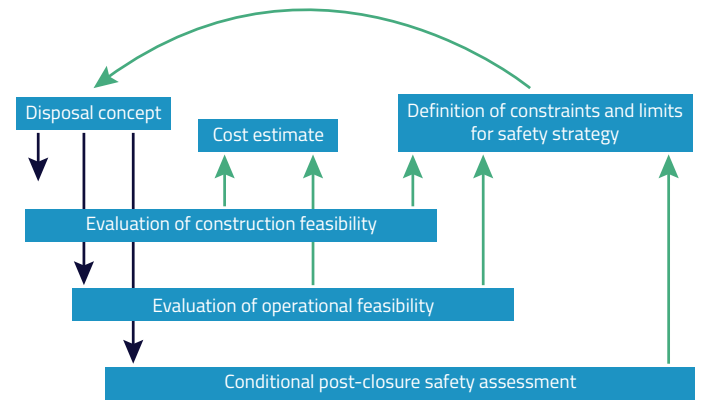 Disposal concept
Cost estimate
Definition of constraints and limits
for safety strategy
Evaluation of construction feasibility
Evaluation of operational feasibility
Conditional post-closure safety assessment